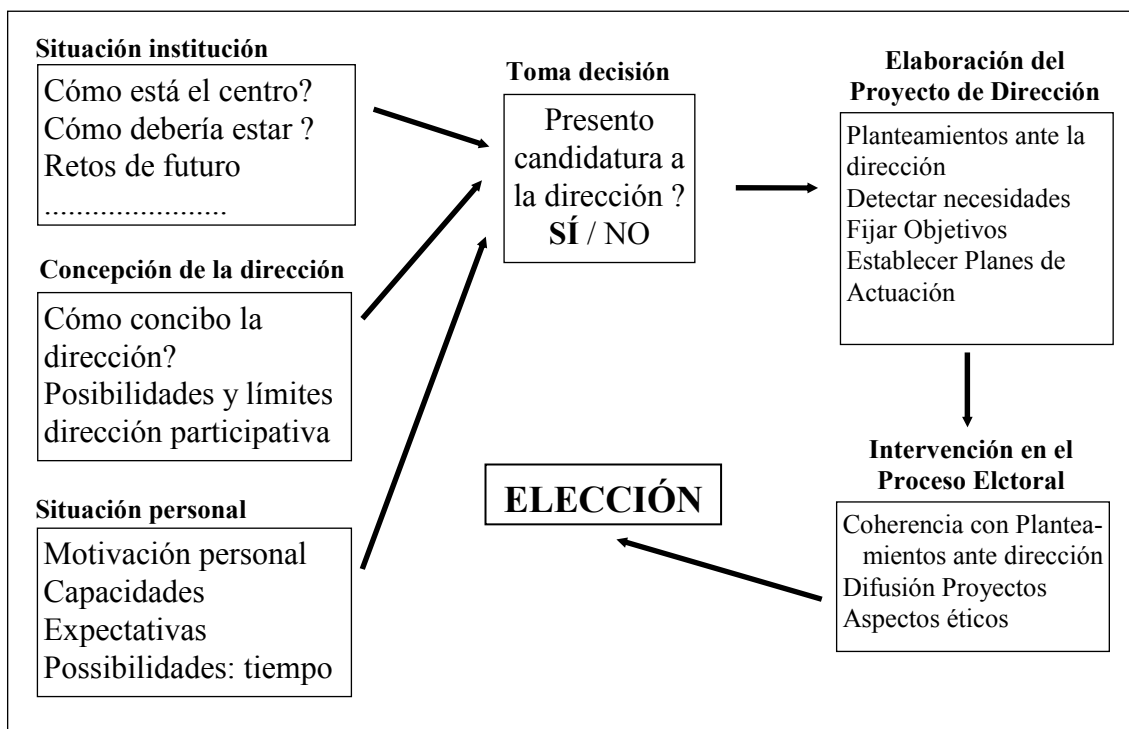 Situación institución
Cómo está el centro?
Cómo debería estar ?
Retos de futuro
.......................
Concepción de la dirección
Cómo concibo la
dirección?
Posibilidades y límites
dirección participativa
Situación personal
Motivación personal
Capacidades
Expectativas
Possibilidades: tiempo
Toma decisión
Presento
candidatura a
la dirección ?
SÍ / NO
Elaboración del
Proyecto de Dirección
Planteamientos ante la
dirección
Detectar necesidades
Fijar Objetivos
Establecer Planes de
Actuación
Intervención en el
Proceso Elctoral
Coherencia con Plantea-
mientos ante dirección
Difusión Proyectos
Aspectos éticos
ELECCIÓN